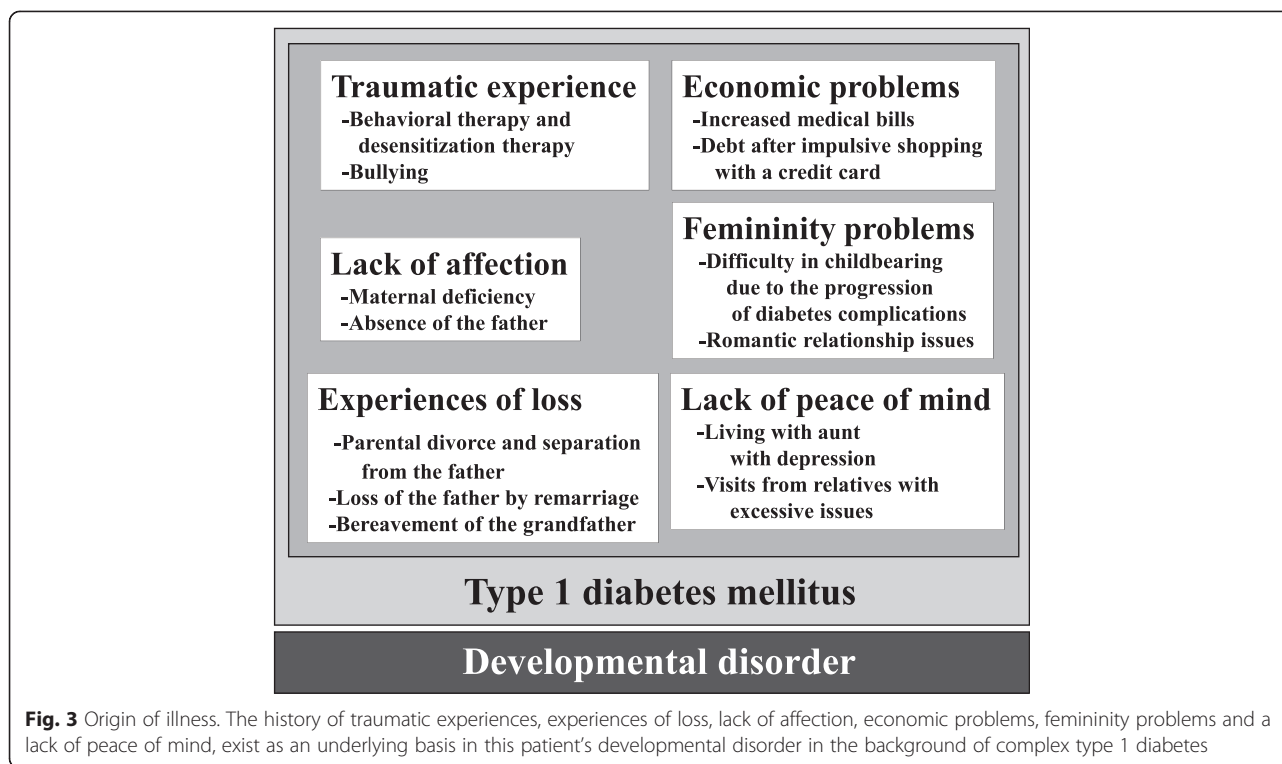 Traumatic experience
-Behavioral therapy and
desensitization therapy
-Bullying
Economic problems
-Increased medical bills
-Debt after impulsive shopping
with a credit card
Lack of affection
-Maternal deficiency
-Absence of the father
Femininity problems
-Difficulty in childbearing
due to the progression
of diabetes complications
-Romantic relationship issues
Experiences of loss
-Parental divorce and separation
from the father
-Loss of the father by remarriage
-Bereavement of the grandfather
Lack of peace of mind
-Living with aunt
with depression
-Visits from relatives with
excessive issues
Type 1 diabetes mellitus
Developmental disorder
Fig. 3 Origin of illness. The history of traumatic experiences, experiences of loss, lack of affection, economic problems, femininity problems and a
lack of peace of mind, exist as an underlying basis in this patient's developmental disorder in the background of complex type 1 diabetes